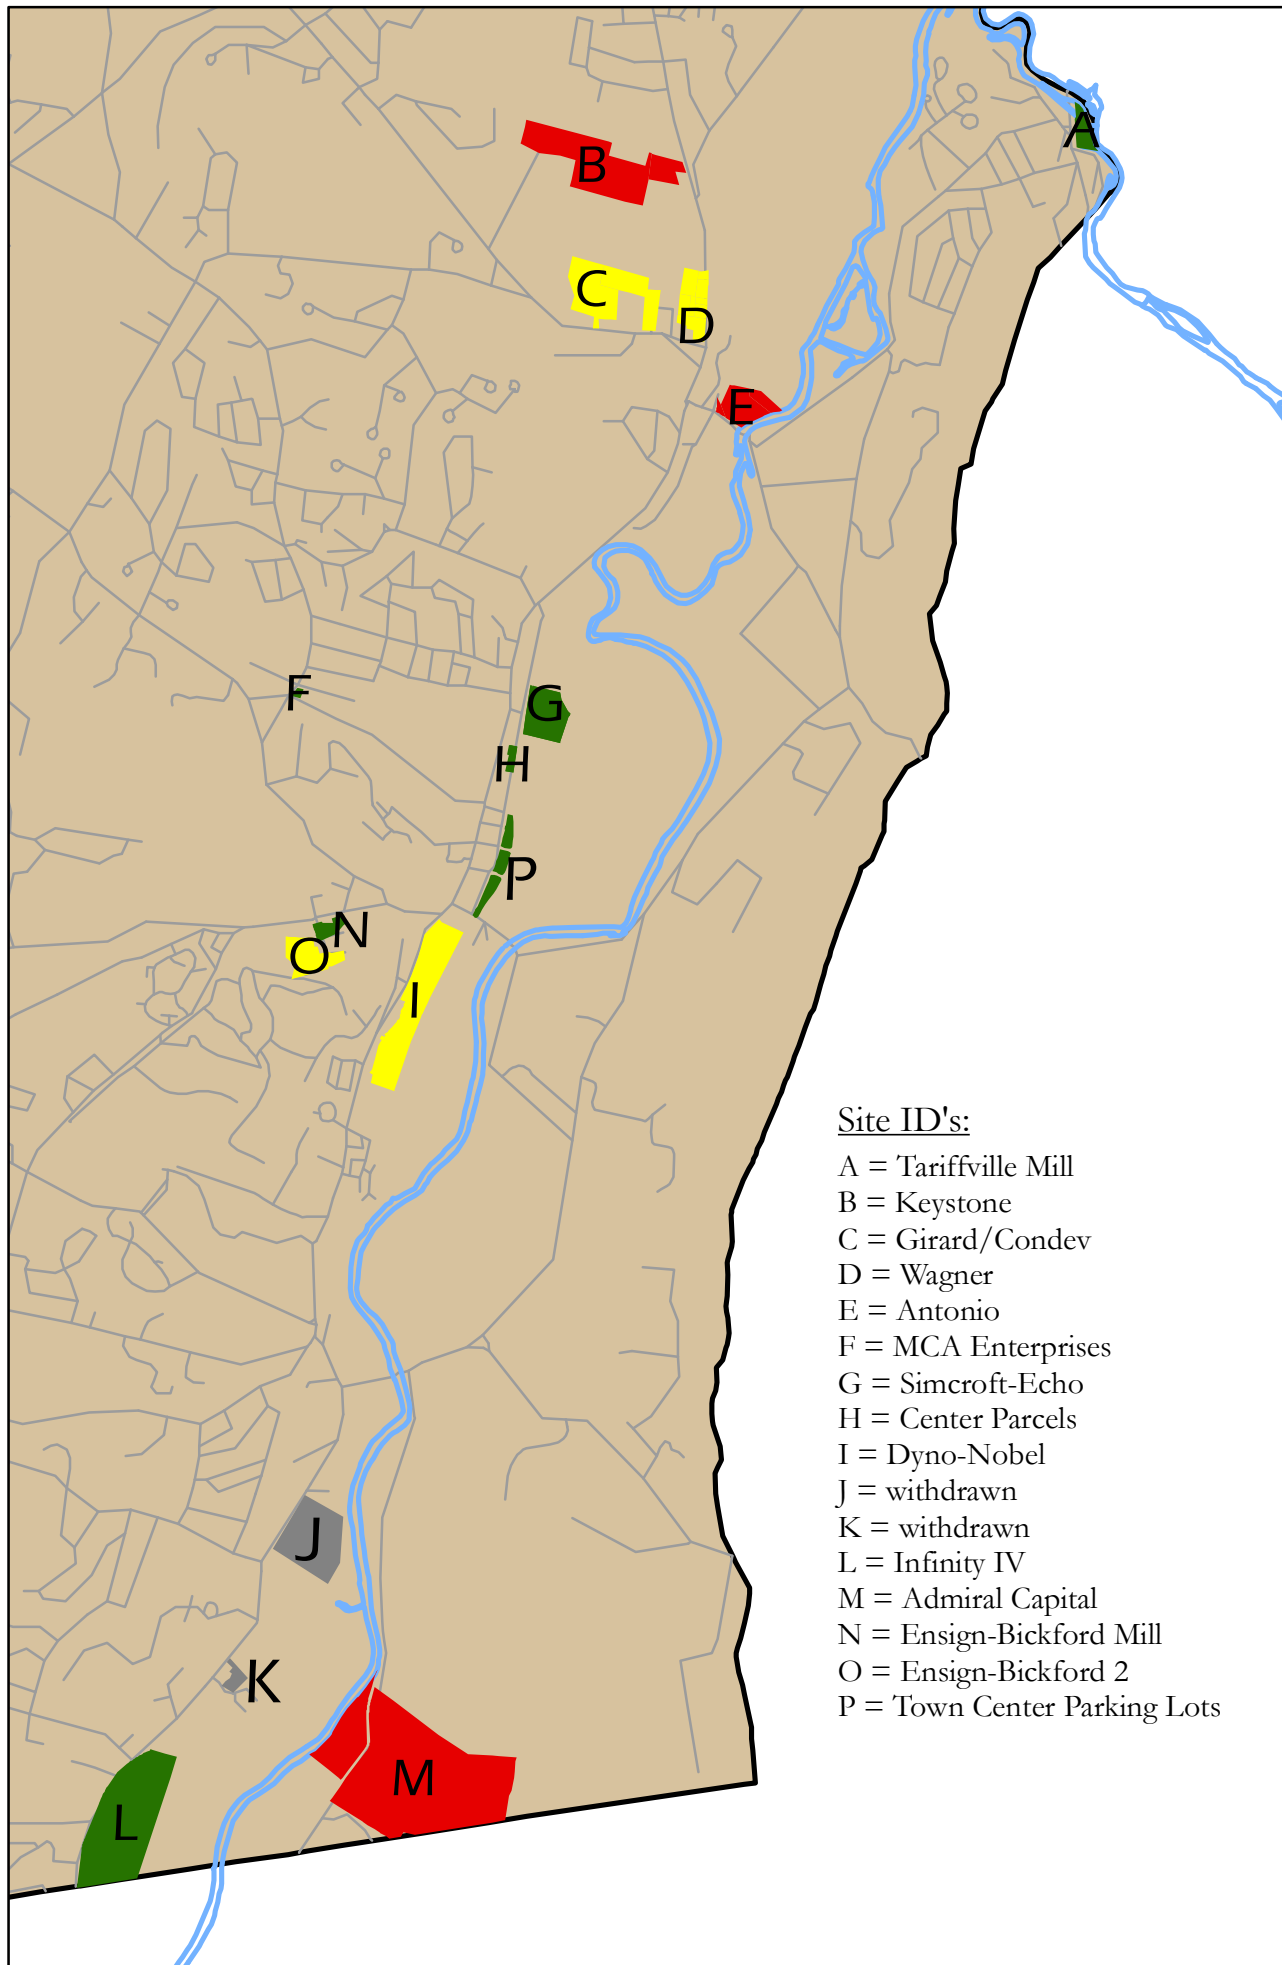 A
B
C
D
E
F
G
H
P
N
O
I
Site ID's:
A = Tariffville Mill
B = Keystone
C = Girard/Condev
D = Wagner
E = Antonio
F = MCA Enterprises
G = Simcroft-Echo
H = Center Parcels
I = Dyno-Nobel
J = withdrawn
K = withdrawn
L = Infinity IV
M = Admiral Capital
N = Ensign-Bickford Mill
O = Ensign-Bickford 2
P = Town Center Parking Lots
J
K
M
L